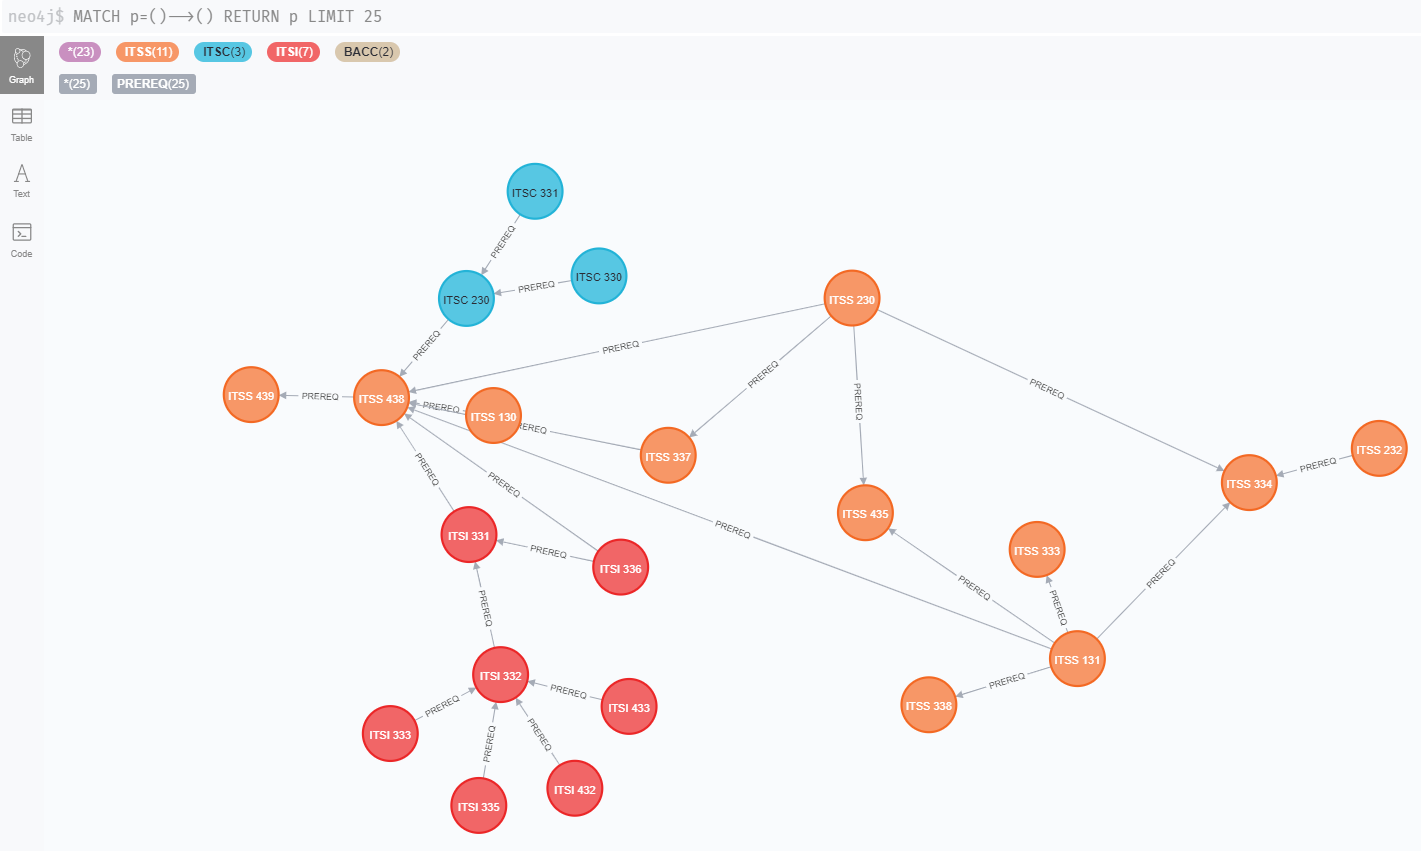 neo4j$ MATCH p=()-->() RETURN p LIMIT 25
*(23) ITSS(11) ITSC(3) ITSI(7) BACC(2)
*(25) PREREQ(25)
Graph
Table
Text
Code
ITSC 331
PREREQ
ITSC 330
PREREQ
ITSC 230
ITSS 230
PREREQ
PREREQ
PREREQ
PREREQ
PREREQ
ITSS 439
PREREQ
ITSS 438
PREREQ
ITSS 130
REREQ
ITSS 337
ITSS 232
PREREQ
ITSS 334
PREREQ
PREREQ
ITSS 435
PREREQ
ITSI 331
PREREQ
ITSI 336
ITSS 333
PREREQ
PREREQ
PREREQ
PREREQ
ITSS 131
PREREQ
ITSS 338
ITSI 332
PREREQ
ITSI 433
PREREQ
ITSI 333
PREREQ
PREREQ
ITSI 432
ITSI 335